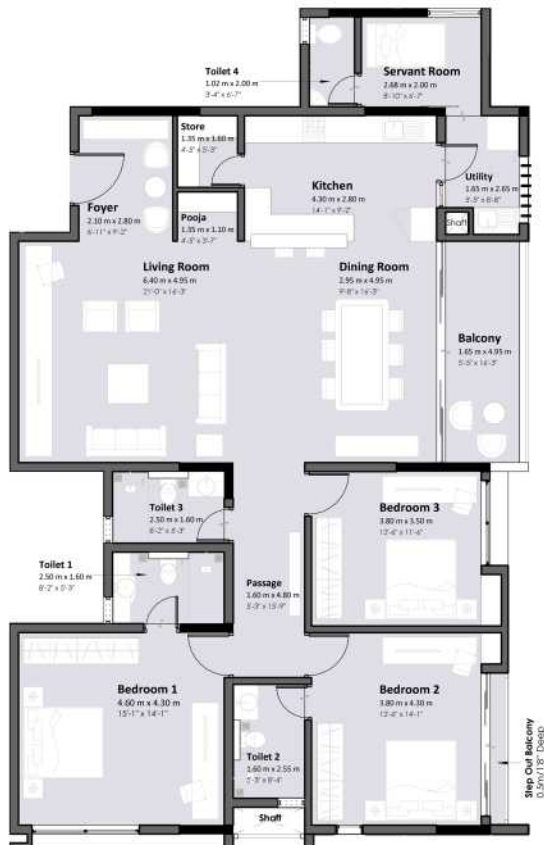 Toilet 4
1.02 m x 2.00 m
3'-4" x 6'-7"
Servant Room
2.68 m x 2.00 m
8'-10" x 6'-7"
Store
1.35 m x 1.60 m
4'-5" x 5'-3"
Kitchen
4.30 m x 2.80 m
14'-1" x 9'-2"
Utility
1.65 m x 2.65 m
5'-5" x 8'-8"
Foyer
2.10 m x 2.80 m
6'-11" x 9'-2"
Pooja
1.35 m x 1.10 m
4'-5" x 3'-7"
Shaft
Living Room
6.40 m x 4.95 m
21'-0" x 16'-3"
Dining Room
2.95 m x 4.95 m
9'-8" x 16'-3"
Balcony
1.65 m x 4.95 m
5'-5" x 16'-3"
Toilet 3
2.50 m x 1.60 m
8'-2" x 5'-3"
Bedroom 3
3.80 m x 3.50 m
12'-6" x 11'-6"
Toilet 1
2.50 m x 1.60 m
8'-2" x 5'-3"
Passage
1.60 m x 4.80 m
5'-3" x 15'-9"
Bedroom 1
4.60 m x 4.30 m
15'-1" x 14'-1"
Bedroom 2
3.80 m x 4.30 m
12'-6" x 14'-1"
Toilet 2
1.60 m x 2.55 m
5'-3" x 8'-4"
Step Out Balcony
0.5m/1'8" Deep
Shaft